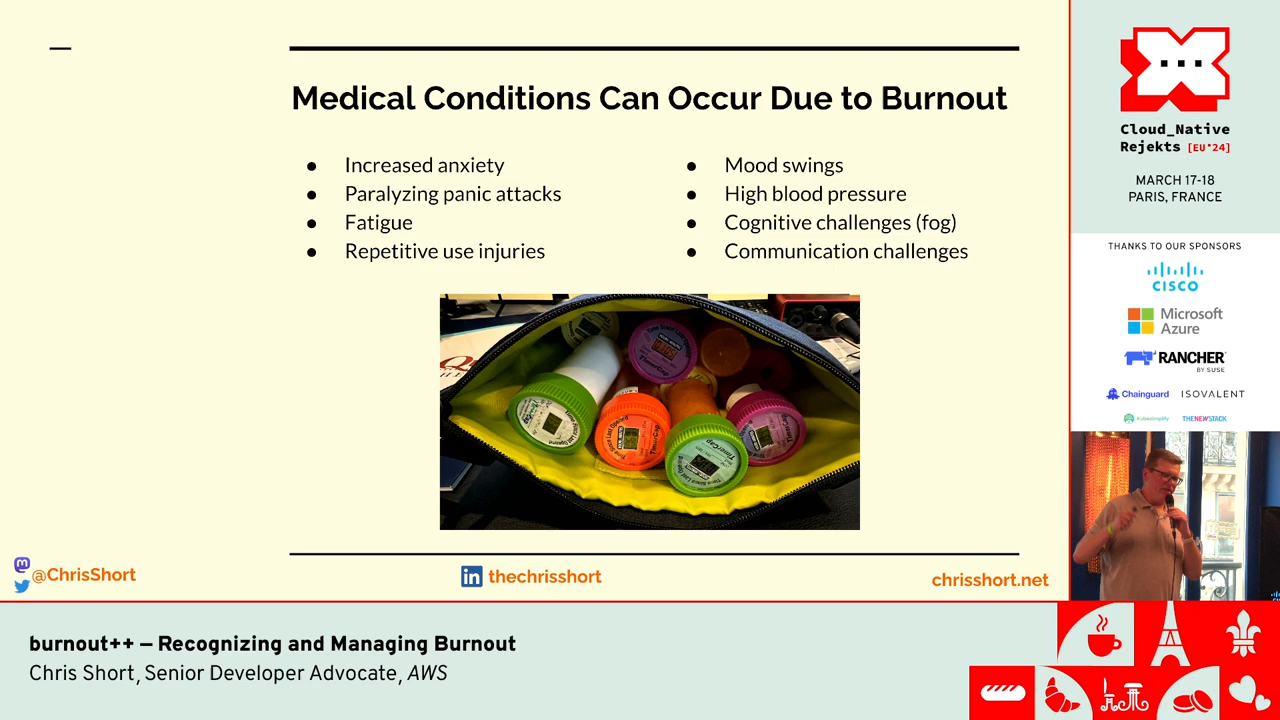 Medical Conditions Can Occur Due to Burnout
● Increased anxiety
● Paralyzing panic attacks
● Fatigue
● Repetitive use injuries
● Mood swings
● High blood pressure
● Cognitive challenges (fog)
● Communication challenges
@ChrisShort
thechrisshort
chrisshort.net
burnout++ – Recognizing and Managing Burnout
Chris Short, Senior Developer Advocate, AWS
Cloud_Native
Rejekts [EU*24]
MARCH 17-18
PARIS, FRANCE
THANKS TO OUR SPONSORS
CISCO
Microsoft
Azure
RANCHER
BY SUSE
Chainguard ISOVALENT
THENEWSTACK
TimerCap
TimerCap